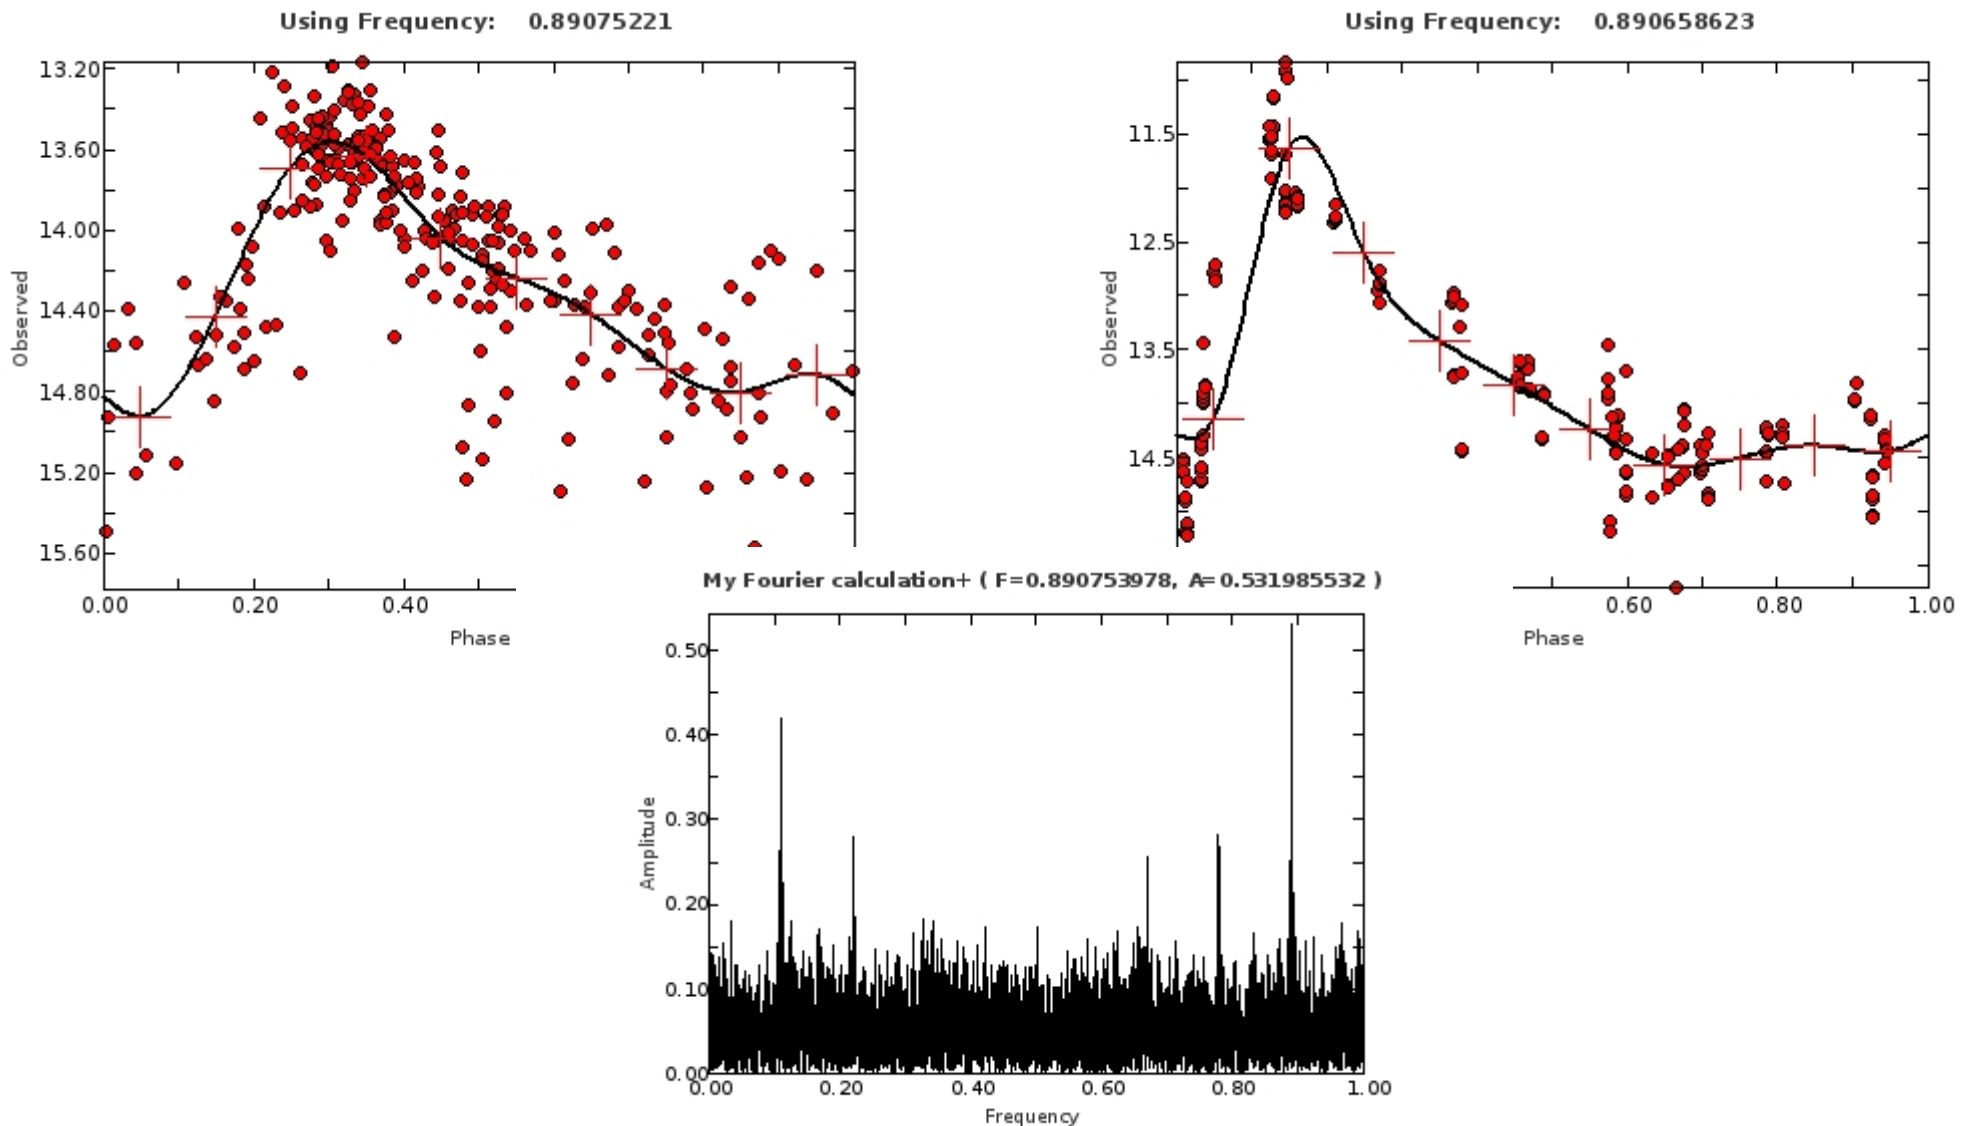 Using Frequency: 0.89075221
13.20
13.60
14.00
14.40
14.80
15.20
15.60
Observed
0.00 0.20 0.40
Phase
Using Frequency: 0.890658623
11.5
12.5
13.5
14.5
Observed
0.60 0.80 1.00
Phase
My Fourier calculation+ ( F=0.890753978, A=0.531985532 )
0.50
0.40
0.30
0.20
0.10
0.00
Amplitude
0.00 0.20 0.40 0.60 0.80 1.00
Frequency